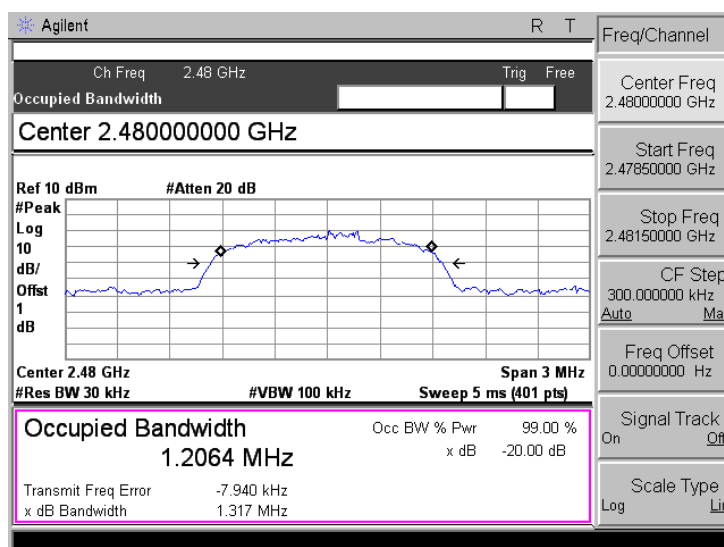 Agilent R T
Ch Freq 2.48 GHz Trig Free
Occupied Bandwidth
Center 2.480000000 GHz
Ref 10 dBm #Atten 20 dB
#Peak
Log
10
dB/
Offst
1
dB
Center 2.48 GHz Span 3 MHz
#Res BW 30 kHz #VBW 100 kHz Sweep 5 ms (401 pts)
Occupied Bandwidth Occ BW % Pwr 99.00 %
1.2064 MHz x dB -20.00 dB
Transmit Freq Error -7.940 kHz
x dB Bandwidth 1.317 MHz
Freq/Channel
Center Freq
2.48000000 GHz
Start Freq
2.47850000 GHz
Stop Freq
2.48150000 GHz
CF Step
300.000000 kHz
Auto Ma
Freq Offset
0.00000000 Hz
Signal Track
On Off
Scale Type
Log Lin